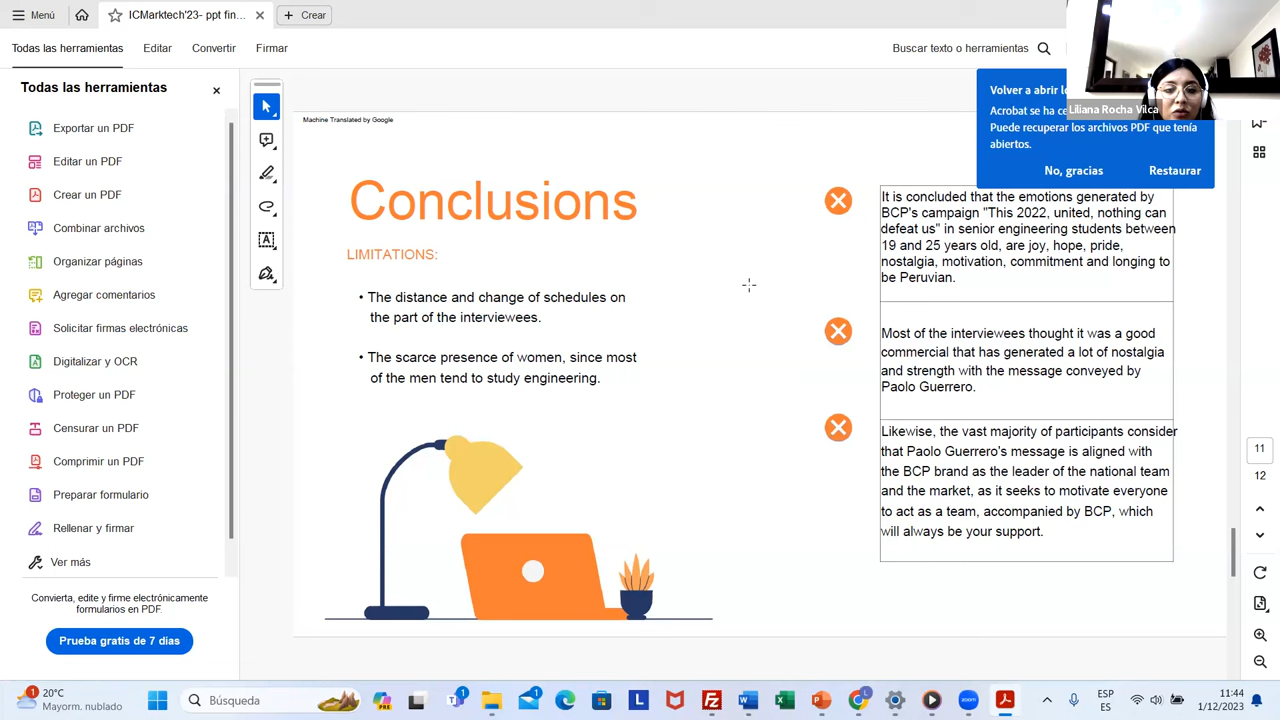 Menú
ICMarktech'23- ppt fin...
Crear
Todas las herramientas
Editar
Convertir
Firmar
Buscar texto o herramientas
Todas las herramientas
Exportar un PDF
Editar un PDF
Crear un PDF
Combinar archivos
Organizar páginas
Agregar comentarios
Solicitar firmas electrónicas
Digitalizar y OCR
Proteger un PDF
Censurar un PDF
Comprimir un PDF
Preparar formulario
Rellenar y firmar
Ver más
Convierta, edite y firme electrónicamente
formularios en PDF.
Prueba gratis de 7 días
Machine Translated by Google
Conclusions
LIMITATIONS:
• The distance and change of schedules on
the part of the interviewees.
• The scarce presence of women, since most
of the men tend to study engineering.
It is concluded that the emotions generated by
BCP's campaign "This 2022, united, nothing can
defeat us" in senior engineering students between
19 and 25 years old, are joy, hope, pride,
nostalgia, motivation, commitment and longing to
be Peruvian.
Most of the interviewees thought it was a good
commercial that has generated a lot of nostalgia
and strength with the message conveyed by
Paolo Guerrero.
Likewise, the vast majority of participants consider
that Paolo Guerrero's message is aligned with
the BCP brand as the leader of the national team
and the market, as it seeks to motivate everyone
to act as a team, accompanied by BCP, which
will always be your support.
Volver a abrir
Acrobat se ha
Puede recuperar los archivos PDF que tenía
abiertos.
No, gracias
Restaurar
Liliana Rocha Vilca
11
12
1
20°C
Mayorm. nublado
Búsqueda
PRE
1
1
ESP
ES
11:44
1/12/2023